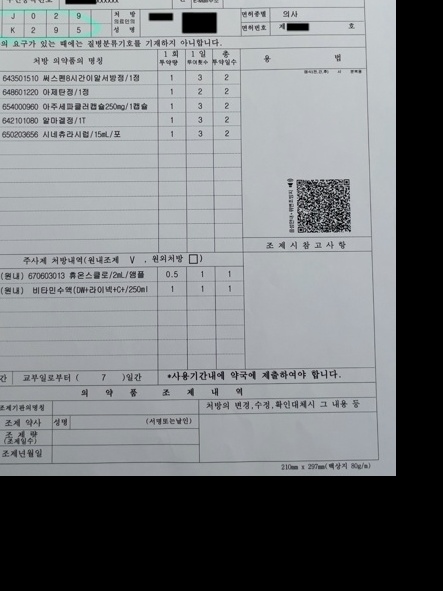 J 0 2 9
K 2 9 5
처 방 의료인의 성 명
면허종별 의사
면허번호 제 호
의 요구가 있는 때에는 질병분류기호를 기재하지 아니합니다.
처방 의약품의 명칭 1 회 투약량 1 일 투여횟수 총 투약일수 용 법
643501510 써스펜8시간이알서방정/1정 1 3 2
648601220 아제탄정/1정 1 2 2
654000960 아주세파클러캡슐250mg/1캡슐 1 3 2
642101080 알마겔정/1T 1 3 2
650203656 시네츄라시럽/15mL/포 1 3 2
주사제 처방내역(원내조제 V , 원외처방 □)
조제시참고사항
(원내) 670603013 휴온스클로/2mL/앰플 0.5 1 1
(원내) 비타민수액(DW+라이넥+C+/250ml 1 1 1
간 교부일로부터 ( 7 )일간 *사용기간내에 약국에 제출하여야 합니다.
의 약 품 조 제 내 역
조제기관의명칭
처방의 변경,수정,확인대체시 그 내용 등
조제 약사 성명 (서명또는날인)
조 제 량 (조제일수)
조제년월일
210mm x 297mm(백상지 80g/m)